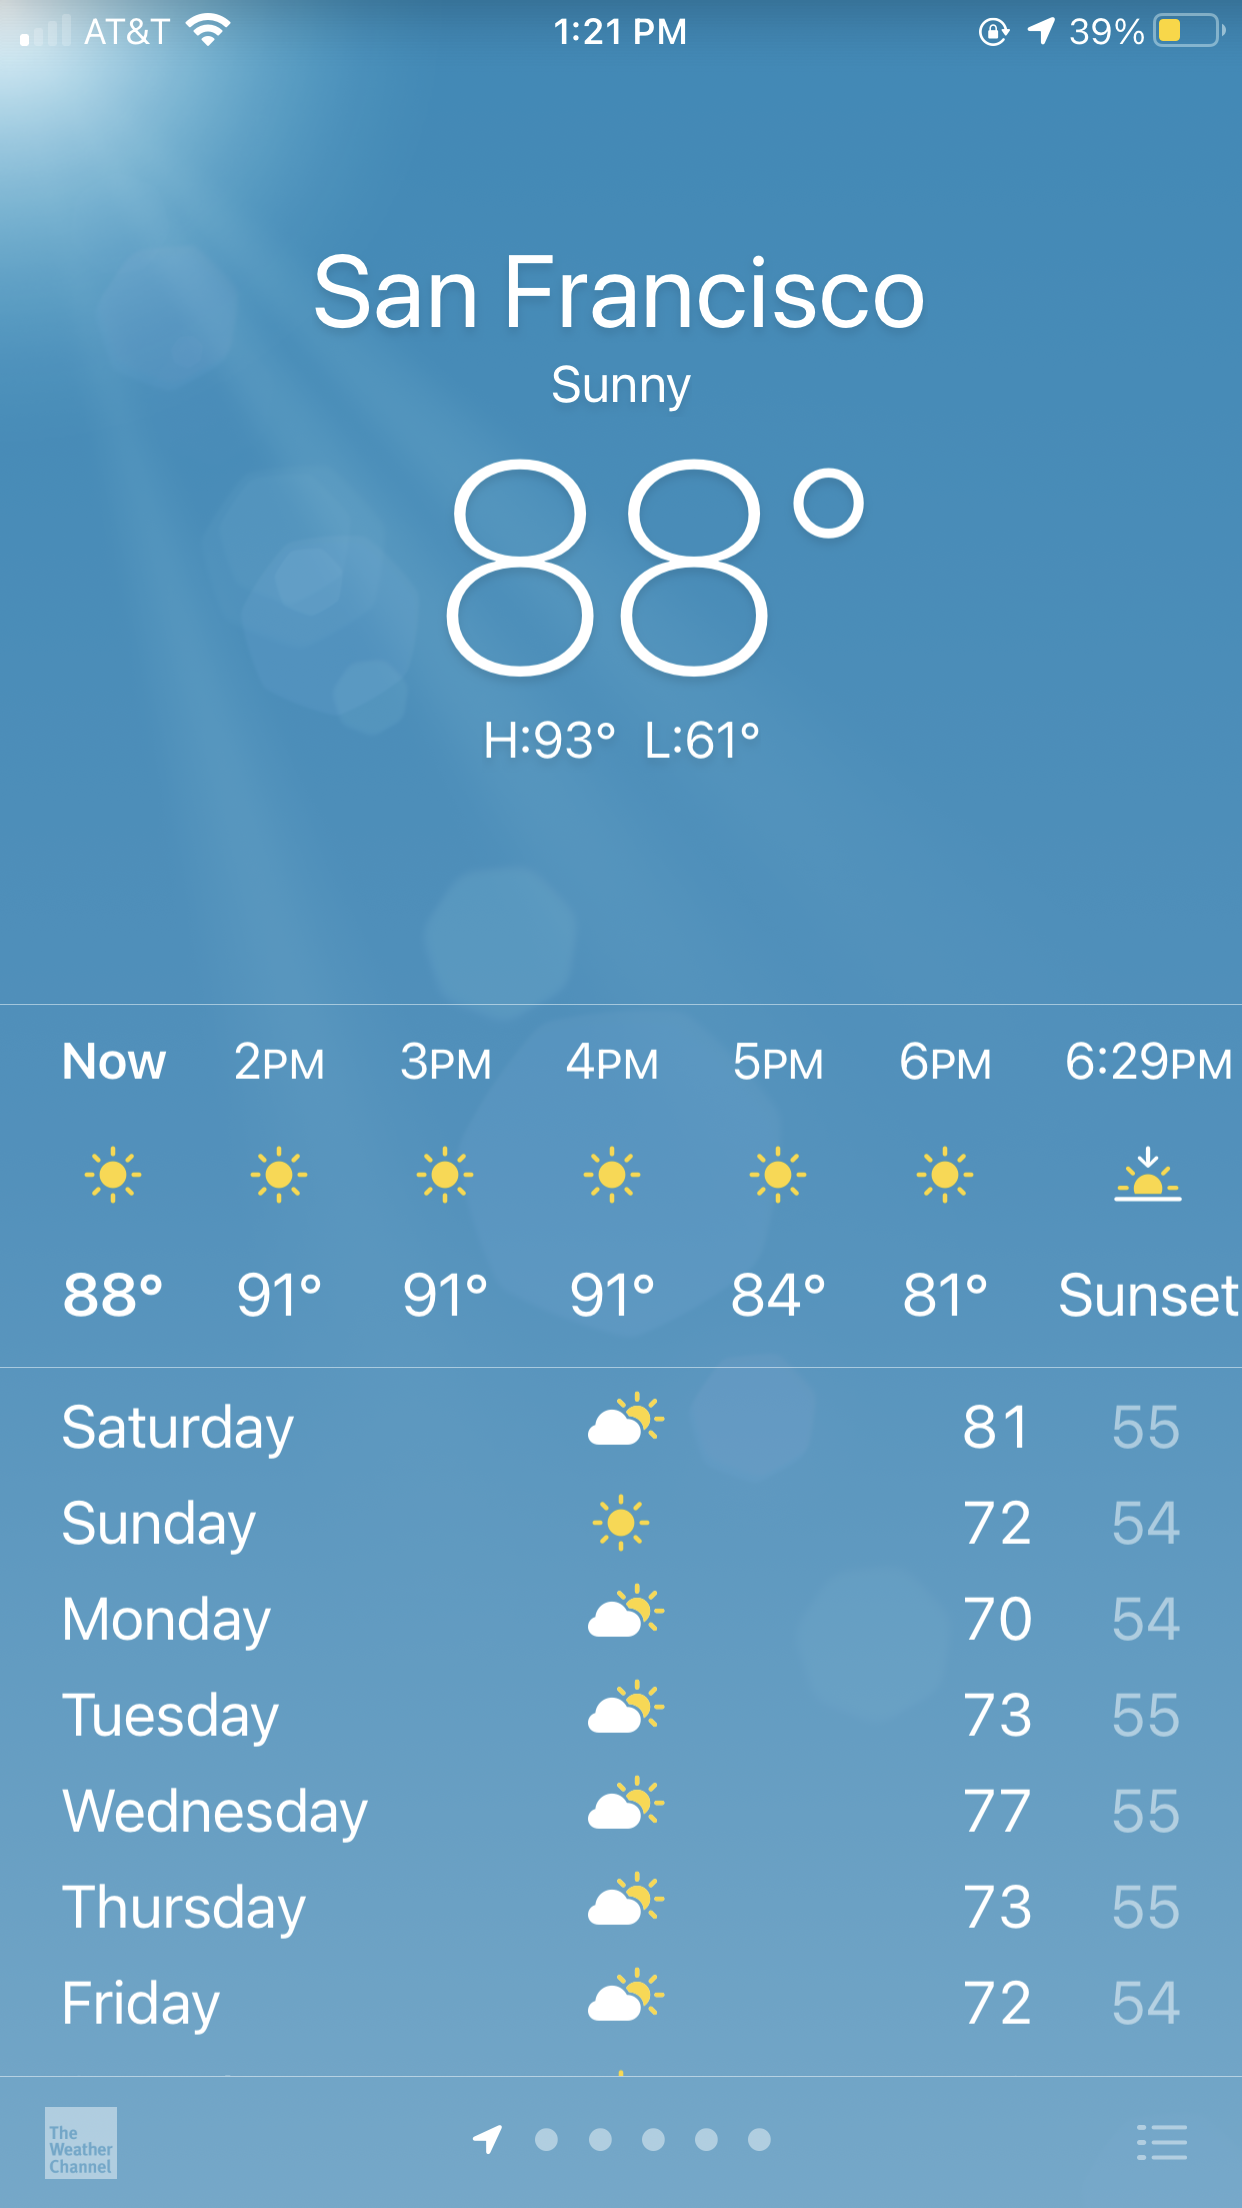 AT&T 1:21 PM 39%
San Francisco
Sunny
88°
H:93° L:61°
Now 2PM 3PM 4PM 5PM 6PM 6:29PM
88° 91° 91° 91° 84° 81° Sunset
Saturday 81 55
Sunday 72 54
Monday 70 54
Tuesday 73 55
Wednesday 77 55
Thursday 73 55
Friday 72 54
The
Weather
Channel